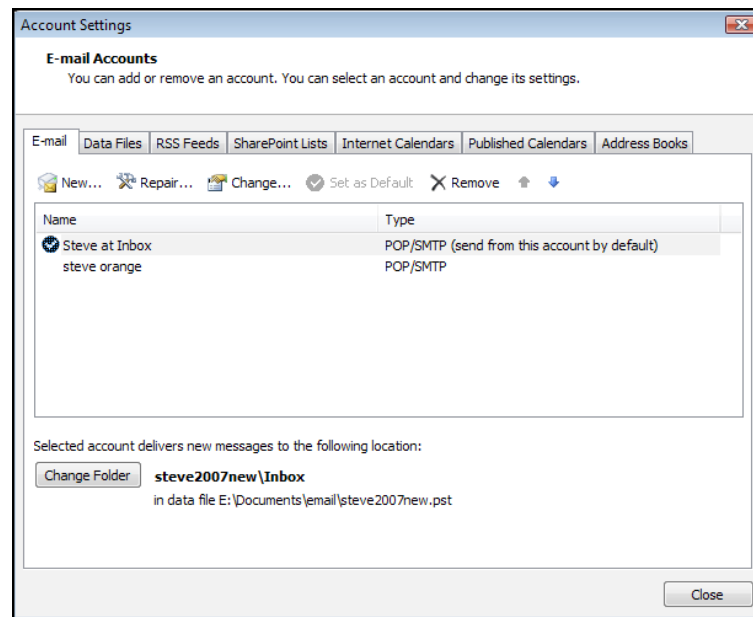 Account Settings
E-mail Accounts
You can add or remove an account. You can select an account and change its settings.
E-mail Data Files RSS Feeds SharePoint Lists Internet Calendars Published Calendars Address Books
New... Repair... Change... Set as Default Remove
Name Type
Steve at Inbox POP/SMTP (send from this account by default)
steve orange POP/SMTP
Selected account delivers new messages to the following location:
Change Folder steve2007new\Inbox
in data file E:\Documents\email\steve2007new.pst
Close